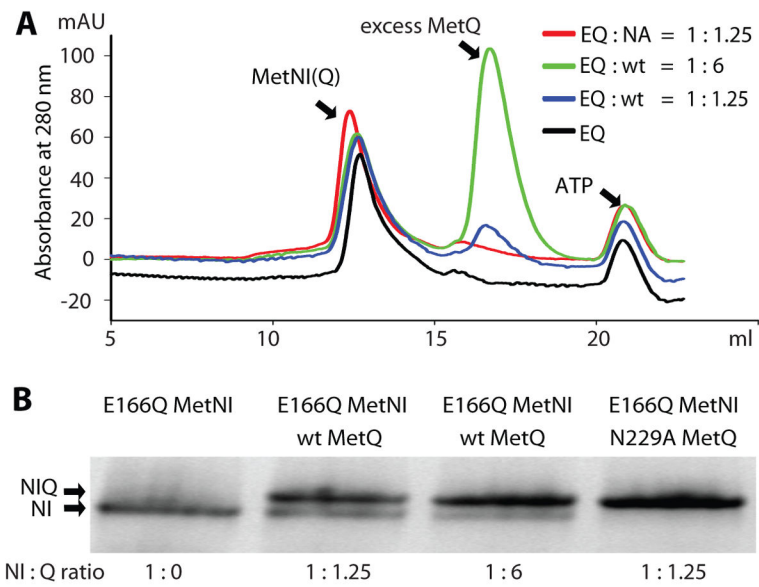 A
mAU
excess MetQ
EQ : NA = 1 : 1.25
EQ : wt = 1 : 6
EQ : wt = 1 : 1.25
EQ
MetNI(Q)
ATP
Absorbance at 280 nm
100
80
60
40
20
0
-20
5
10
15
20
ml
B
E166Q MetNI
E166Q MetNI
wt MetQ
E166Q MetNI
wt MetQ
E166Q MetNI
N229A MetQ
NIQ
NI
NI : Q ratio
1 : 0
1 : 1.25
1 : 6
1 : 1.25